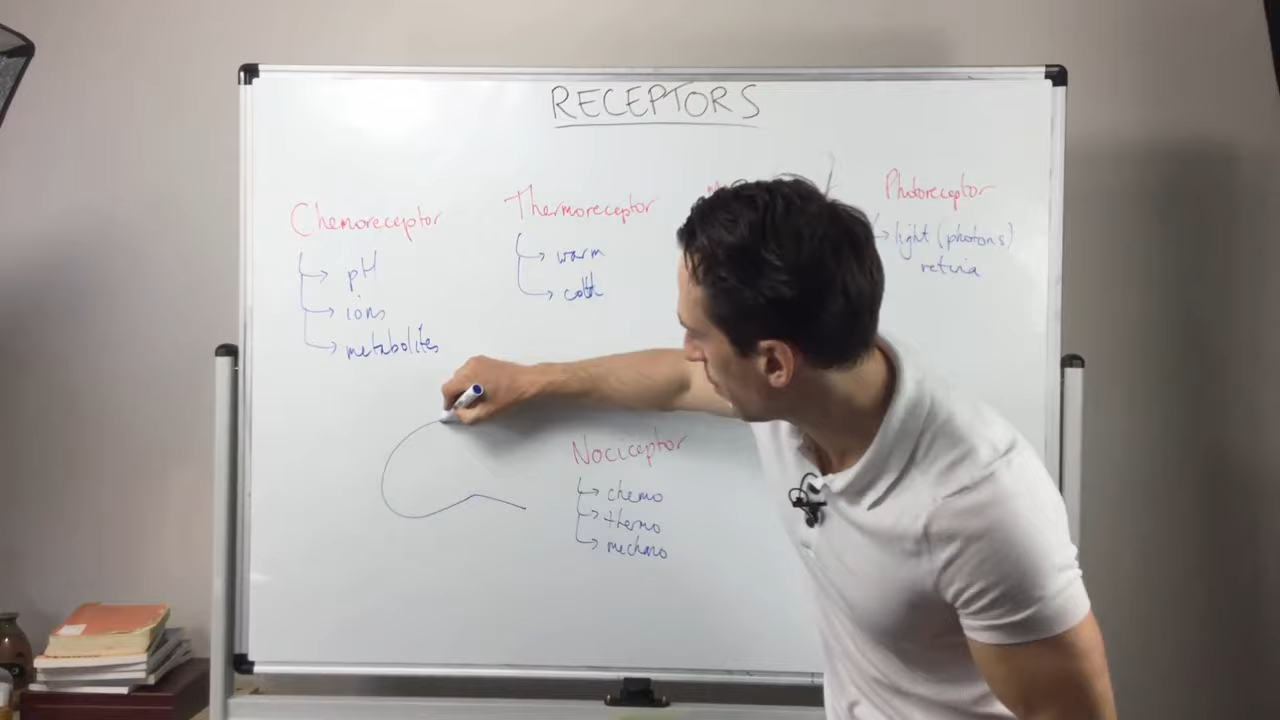 RECEPTORS
Chemoreceptor
pH
ions
metabolites
Thermoreceptor
warm
cold
Photoreceptor
light (photons)
retina
Nociceptor
chemo
thermo
mechano